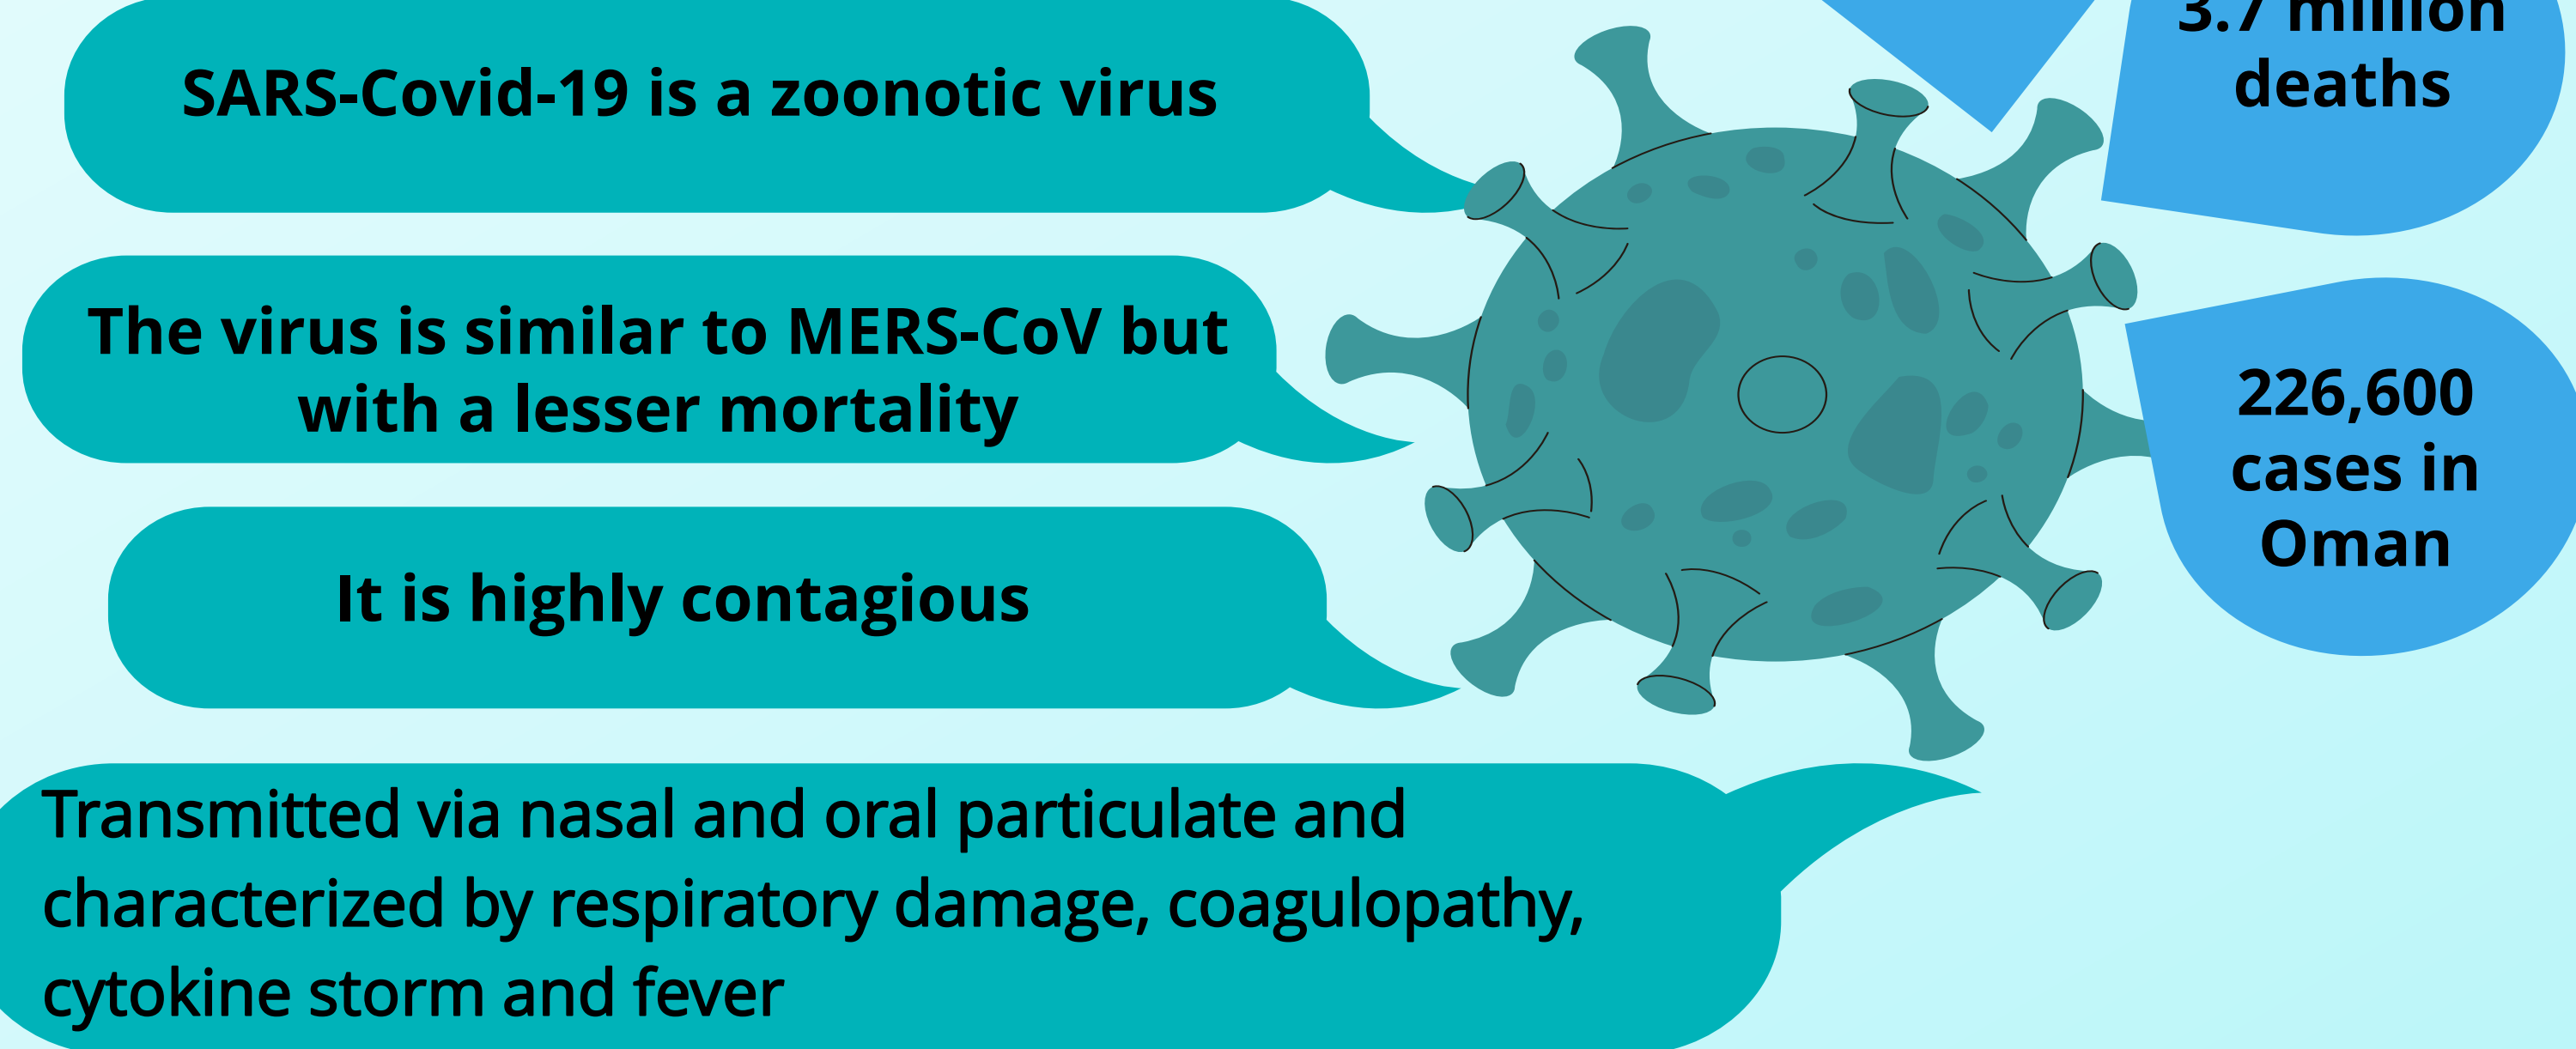 SARS-Covid-19 is a zoonotic virus
The virus is similar to MERS-CoV but
with a lesser mortality
It is highly contagious
Transmitted via nasal and oral particulate and
characterized by respiratory damage, coagulopathy,
cytokine storm and fever
3.7 million
deaths
226,600
cases in
Oman